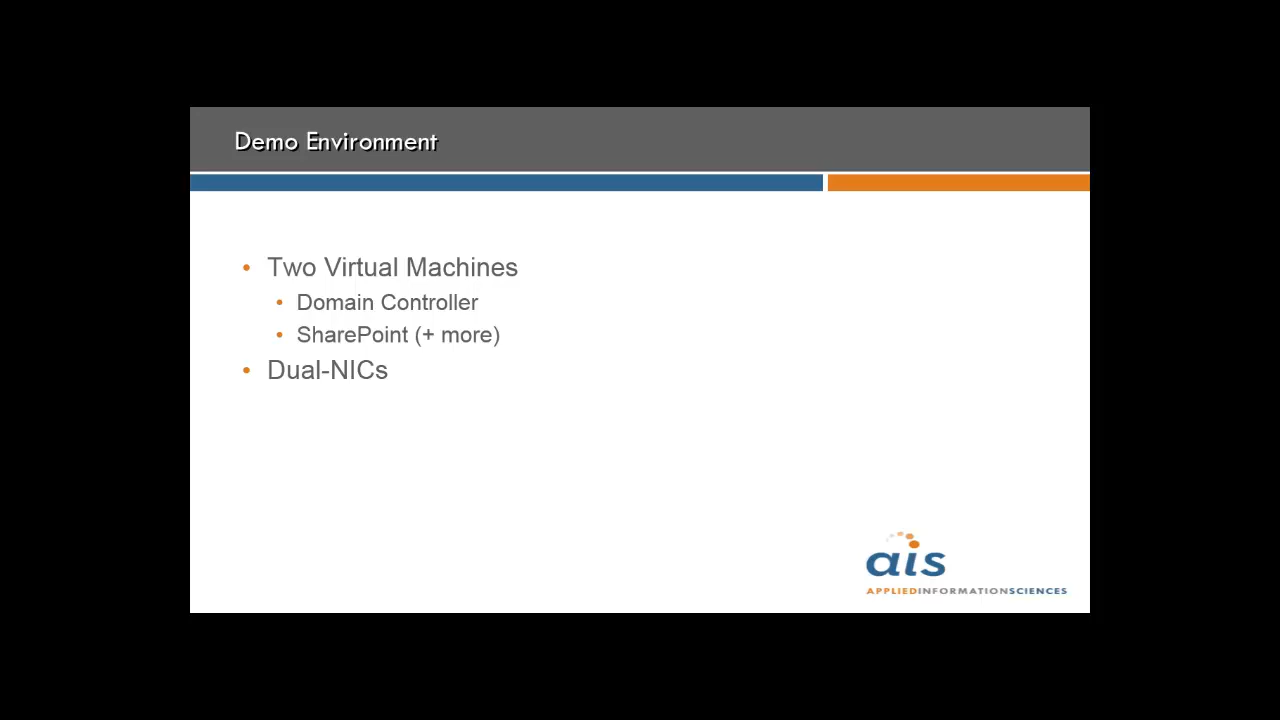 Demo Environment
• Two Virtual Machines
• Domain Controller
• SharePoint (+ more)
• Dual-NICs
ais
APPLIEDINFORMATIONSCIENCES